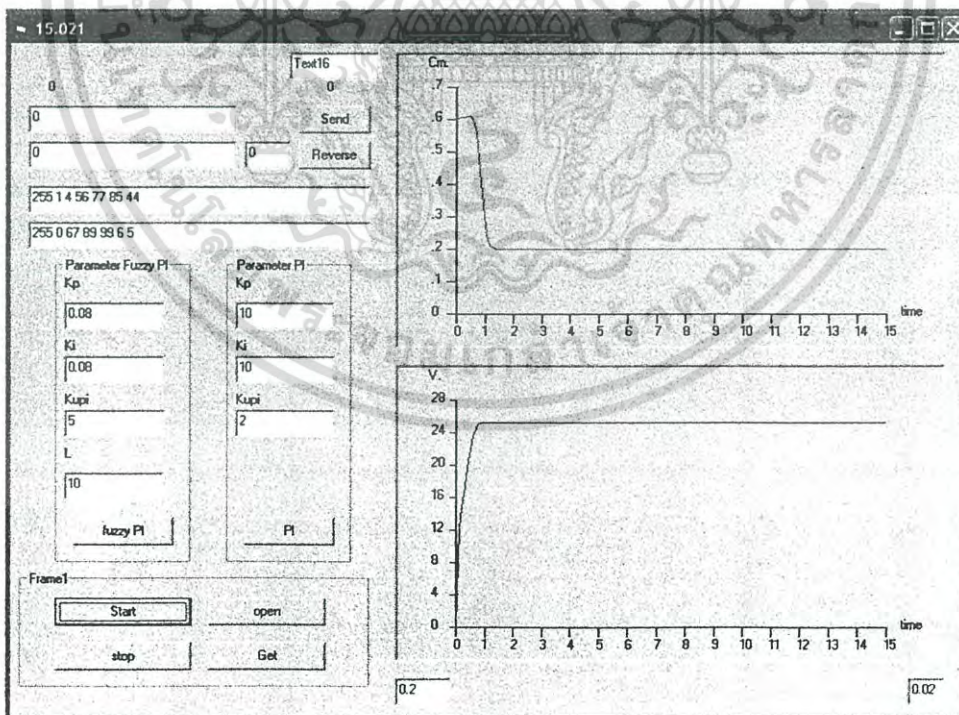 15.021
Text16
0
0
0
Send
0
0
Reverse
255 1 4 56 77 85 44
255 0 67 89 99 6 5
Parameter Fuzzy PI
Kp
0.08
Ki
0.08
Kupi
5
L
10
fuzzy PI
Parameter PI
Kp
10
Ki
10
Kupi
2
PI
Frame1
Start
open
stop
Get
Cm.
.7
.6
.5
.4
.3
.2
.1
0
0 1 2 3 4 5 6 7 8 9 10 11 12 13 14 15
time
V.
28
24
20
16
12
8
4
0
0 1 2 3 4 5 6 7 8 9 10 11 12 13 14 15
time
0.2
0.02